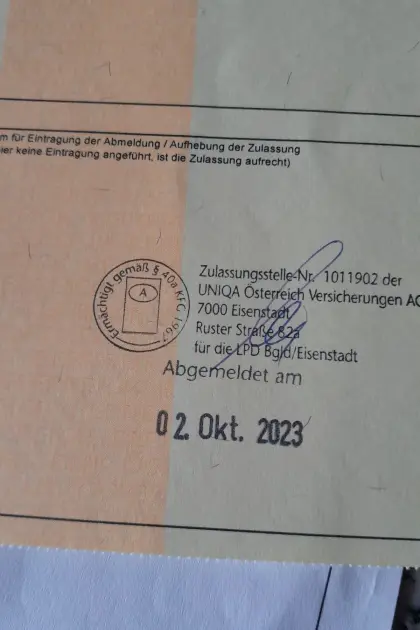 m für Eintragung der Abmeldung / Aufhebung der Zulassung
ier keine Eintragung angeführt, ist die Zulassung aufrecht)
Ermächtigt gemäß § 40a KFG 1967
A
Zulassungsstelle-Nr. 1011902 der
UNIQA Österreich Versicherungen AG
7000 Eisenstadt
Ruster Straße 82a
für die LPD Bgld/Eisenstadt
Abgemeldet am
02. Okt. 2023